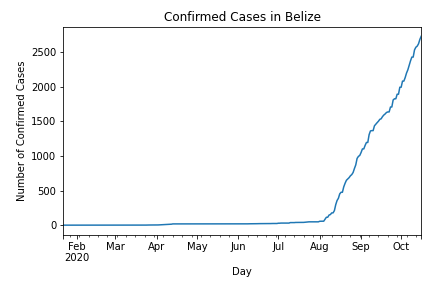 Confirmed Cases in Belize
Number of Confirmed Cases
2500
2000
1500
1000
500
0
Feb Mar Apr May Jun Jul Aug Sep Oct
2020
Day